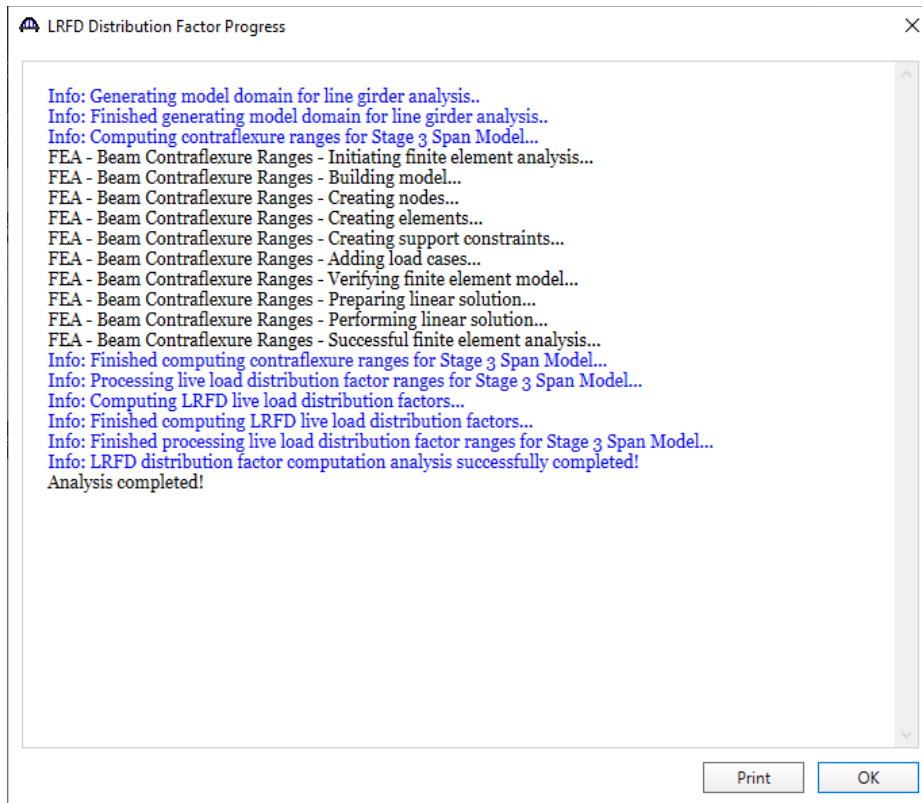 LRFD Distribution Factor Progress
Info: Generating model domain for line girder analysis..
Info: Finished generating model domain for line girder analysis..
Info: Computing contraflexure ranges for Stage 3 Span Model...
FEA - Beam Contraflexure Ranges - Initiating finite element analysis...
FEA - Beam Contraflexure Ranges - Building model...
FEA - Beam Contraflexure Ranges - Creating nodes...
FEA - Beam Contraflexure Ranges - Creating elements...
FEA - Beam Contraflexure Ranges - Creating support constraints...
FEA - Beam Contraflexure Ranges - Adding load cases...
FEA - Beam Contraflexure Ranges - Verifying finite element model...
FEA - Beam Contraflexure Ranges - Preparing linear solution...
FEA - Beam Contraflexure Ranges - Performing linear solution...
FEA - Beam Contraflexure Ranges - Successful finite element analysis...
Info: Finished computing contraflexure ranges for Stage 3 Span Model...
Info: Processing live load distribution factor ranges for Stage 3 Span Model...
Info: Computing LRFD live load distribution factors...
Info: Finished computing LRFD live load distribution factors...
Info: Finished processing live load distribution factor ranges for Stage 3 Span Model...
Info: LRFD distribution factor computation analysis successfully completed!
Analysis completed!
Print OK